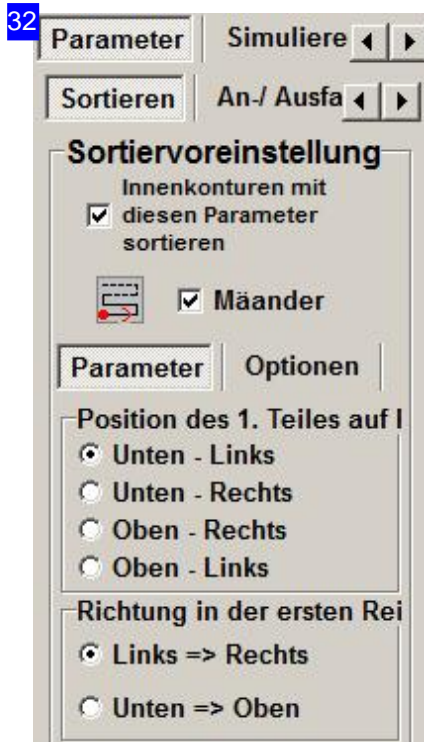 32
Parameter Simuliere
Sortieren An-/ Ausfa
Sortiervoreinstellung
Innenkonturen mit
diesen Parameter
sortieren
Mäander
Parameter Optionen
Position des 1. Teiles auf
Unten - Links
Unten - Rechts
Oben - Rechts
Oben - Links
Richtung in der ersten Rei
Links => Rechts
Unten => Oben